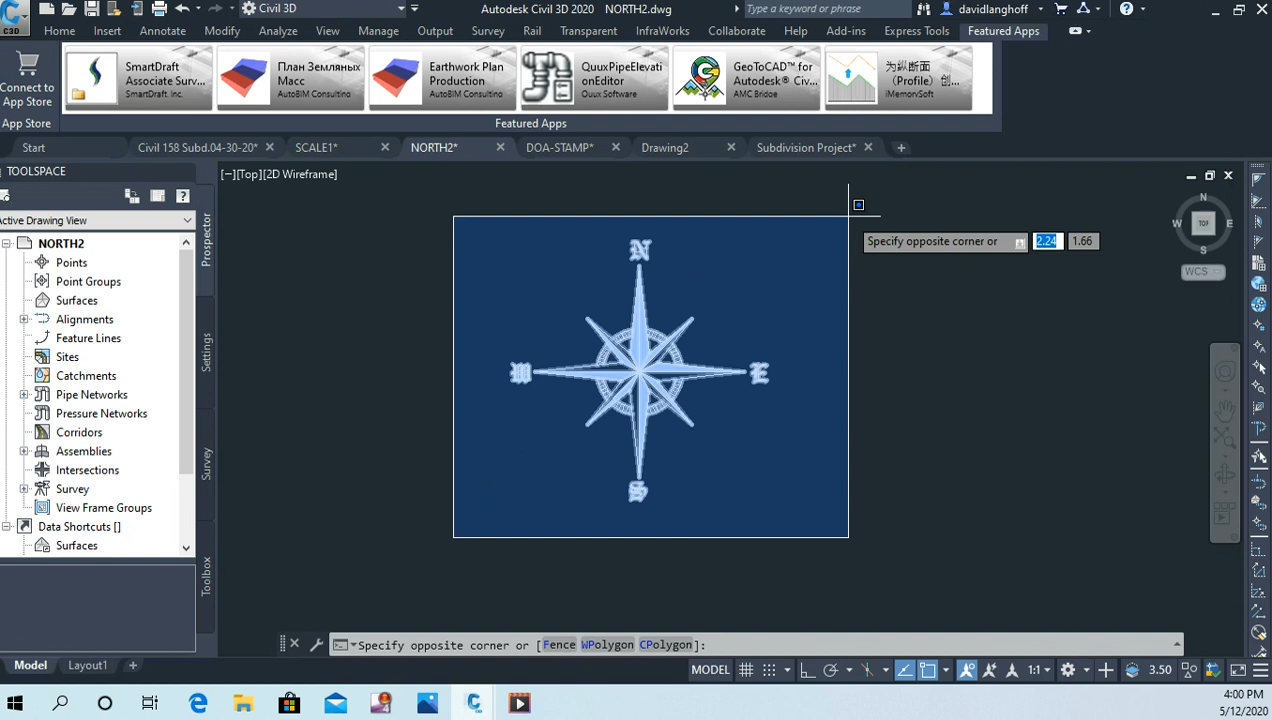 C3D
Civil 3D
Autodesk Civil 3D 2020 NORTH2.dwg
Type a keyword or phrase
davidlanghoff
Home Insert Annotate Modify Analyze View Manage Output Survey Rail Transparent InfraWorks Collaborate Help Add-ins Express Tools Featured Apps
Connect to
App Store
SmartDraft
Associate Surv...
SmartDraft, Inc.
План Земляных
Масс
AutoBIM Consulting
Earthwork Plan
Production
AutoBIM Consulting
QuuxPipeElevati
onEditor
Quux Software
GeoToCAD™ for
Autodesk® Civ...
AMC Bridge
为纵断面
(Profile) 创...
iMemorySoft
App Store
Featured Apps
Start Civil 158 Subd.04-30-20* SCALE1* NORTH2* DOA-STAMP* Drawing2 Subdivision Project*
TOOLSPACE
Active Drawing View
NORTH2
Points
Point Groups
Surfaces
Alignments
Feature Lines
Sites
Catchments
Pipe Networks
Pressure Networks
Corridors
Assemblies
Intersections
Survey
View Frame Groups
Data Shortcuts []
Surfaces
Prospector
Settings
Survey
Toolbox
[−][Top][2D Wireframe]
N
W E
S
Specify opposite corner or 2.24 1.66
N
W TOP E
S
WCS
Specify opposite corner or [Fence WPolygon CPolygon]:
Model Layout1
MODEL 1:1 3.50
4:00 PM
5/12/2020